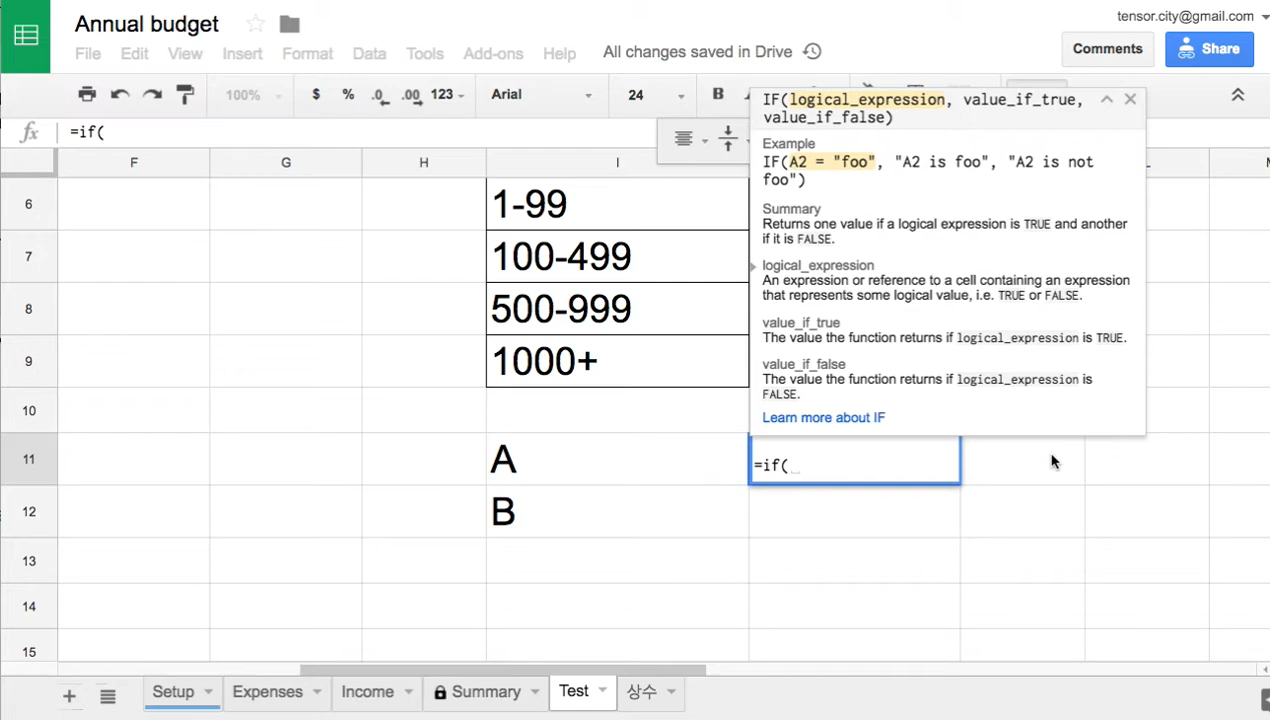 Annual budget
tensor.city@gmail.com
File Edit View Insert Format Data Tools Add-ons Help All changes saved in Drive
Comments
Share
100% $ % .0 .00 123 Arial 24 B
fx =if(
F G H I L
6 1-99
7 100-499
8 500-999
9 1000+
10
11 A =if(
12 B
13
14
15
IF(logical_expression, value_if_true,
value_if_false)
Example
IF(A2 = "foo", "A2 is foo", "A2 is not
foo")
Summary
Returns one value if a logical expression is TRUE and another
if it is FALSE.
logical_expression
An expression or reference to a cell containing an expression
that represents some logical value, i.e. TRUE or FALSE.
value_if_true
The value the function returns if logical_expression is TRUE.
value_if_false
The value the function returns if logical_expression is
FALSE.
Learn more about IF
Setup Expenses Income Summary Test 상수